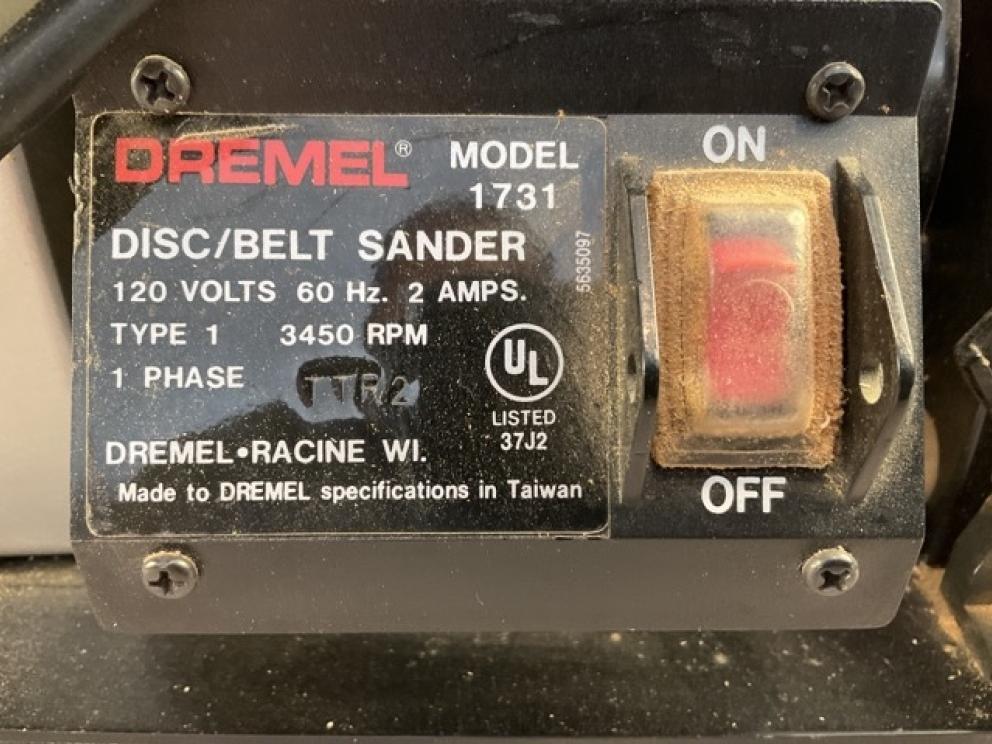 DREMEL® MODEL
1731
DISC/BELT SANDER
120 VOLTS 60 Hz. 2 AMPS.
TYPE 1 3450 RPM
1 PHASE TTR2
UL
LISTED
37J2
DREMEL•RACINE WI.
Made to DREMEL specifications in Taiwan
5635097
ON
OFF